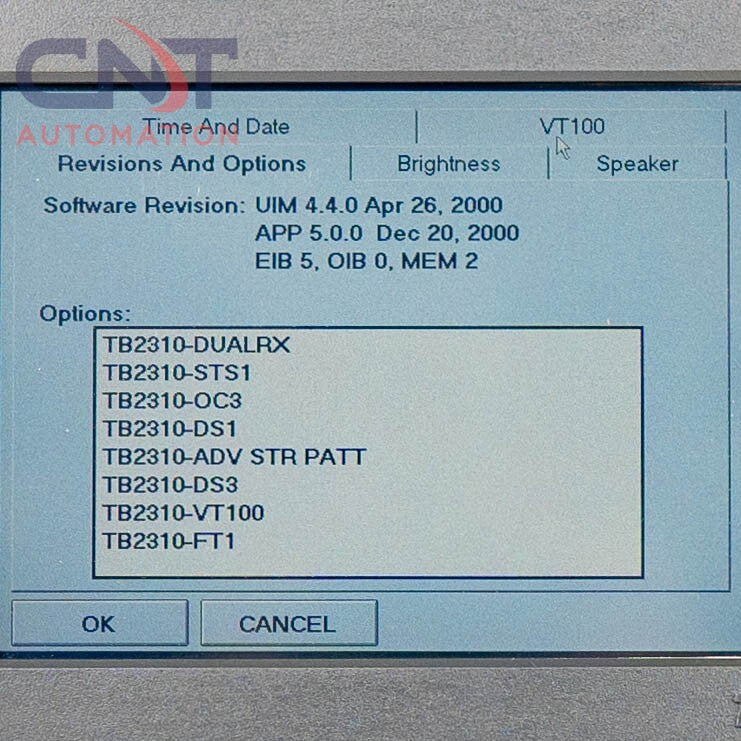 CNT
AUTOMATION
Time And Date VT100
Revisions And Options Brightness Speaker
Software Revision: UIM 4.4.0 Apr 26, 2000
APP 5.0.0 Dec 20, 2000
EIB 5, OIB 0, MEM 2
Options:
TB2310-DUALRX
TB2310-STS1
TB2310-OC3
TB2310-DS1
TB2310-ADV STR PATT
TB2310-DS3
TB2310-VT100
TB2310-FT1
OK CANCEL